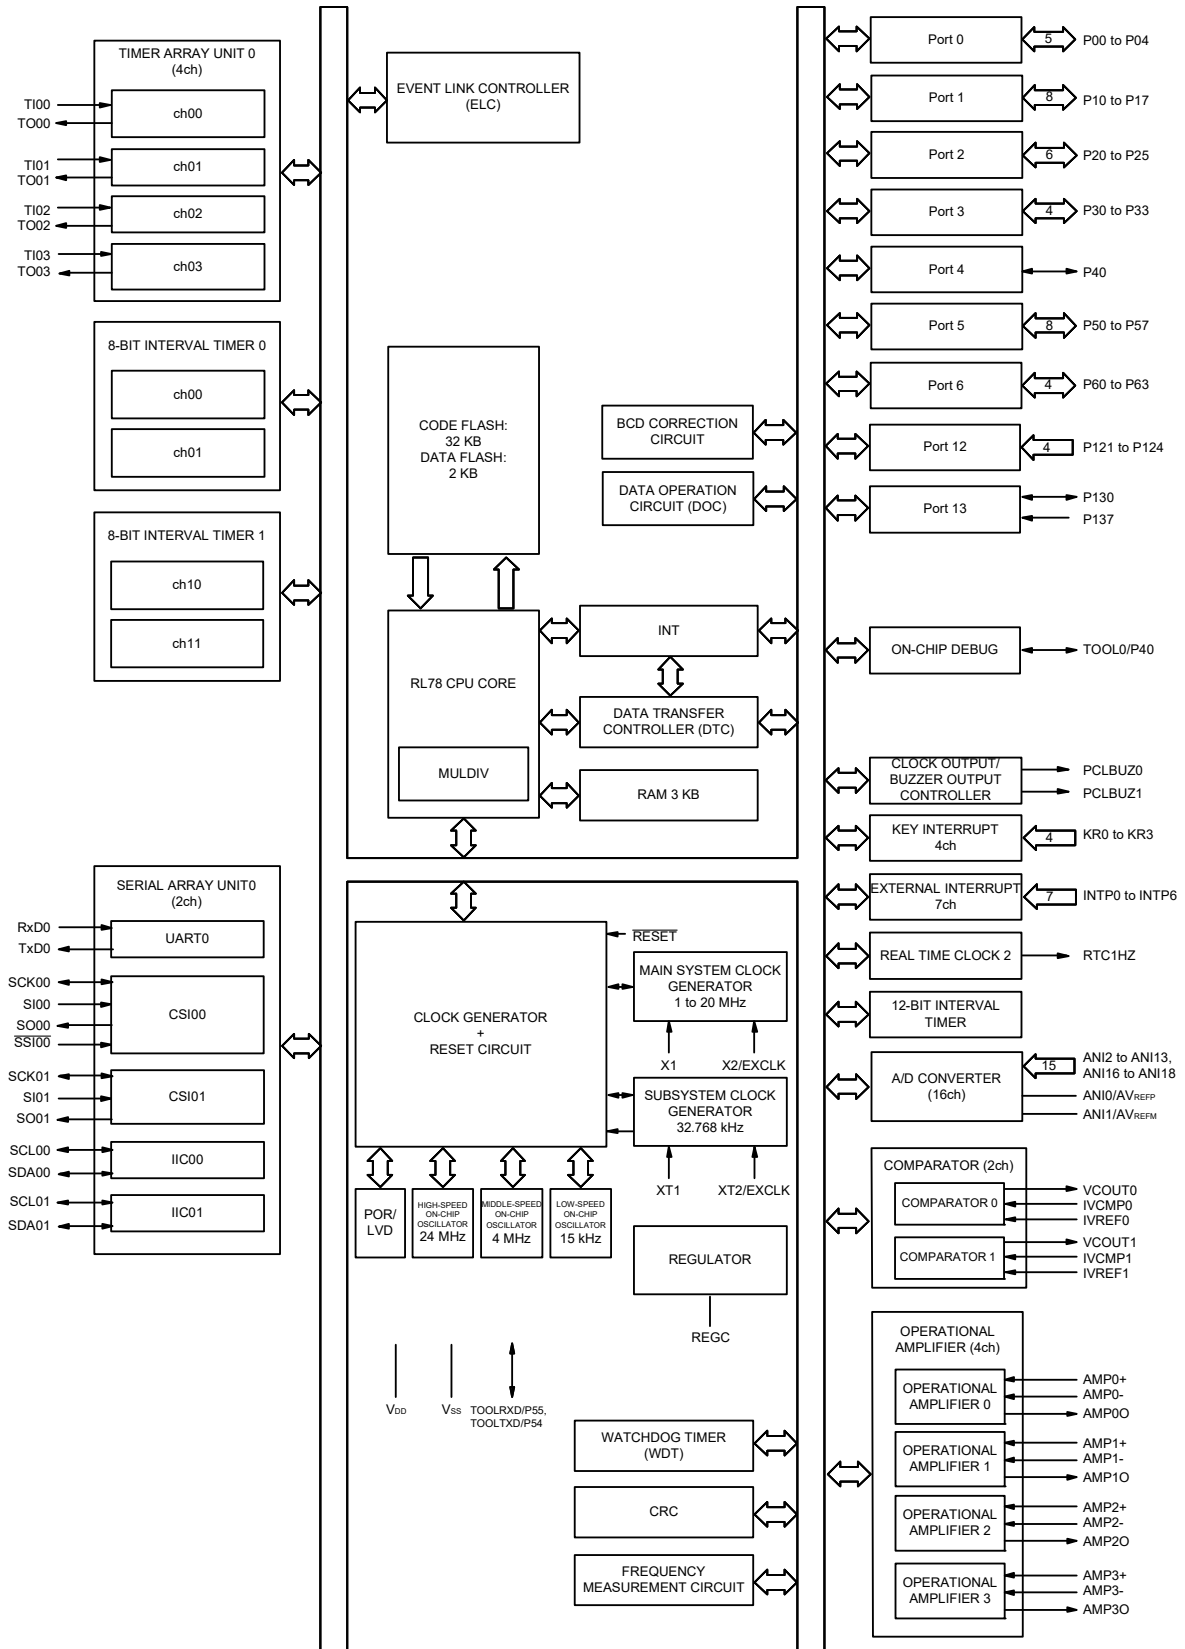 TIMER ARRAY UNIT 0
(4ch)
TI00
TO00
ch00
TI01
TO01
ch01
TI02
TO02
ch02
TI03
TO03
ch03
8-BIT INTERVAL TIMER 0
ch00
ch01
8-BIT INTERVAL TIMER 1
ch10
ch11
SERIAL ARRAY UNIT0
(2ch)
RxD0
TxD0
UART0
SCK00
SI00
SO00
SSI00
CSI00
SCK01
SI01
SO01
CSI01
SCL00
SDA00
IIC00
SCL01
SDA01
IIC01
EVENT LINK CONTROLLER
(ELC)
CODE FLASH:
32 KB
DATA FLASH:
2 KB
BCD CORRECTION
CIRCUIT
DATA OPERATION
CIRCUIT (DOC)
RL78 CPU CORE
MULDIV
INT
DATA TRANSFER
CONTROLLER (DTC)
RAM 3 KB
CLOCK GENERATOR
+
RESET CIRCUIT
RESET
MAIN SYSTEM CLOCK
GENERATOR
1 to 20 MHz
X1
X2/EXCLK
SUBSYSTEM CLOCK
GENERATOR
32.768 kHz
XT1
XT2/EXCLK
POR/
LVD
HIGH-SPEED
ON-CHIP
OSCILLATOR
24 MHz
MIDDLE-SPEED
ON-CHIP
OSCILLATOR
4 MHz
LOW-SPEED
ON-CHIP
OSCILLATOR
15 kHz
REGULATOR
REGC
VDD
VSS
TOOLRXD/P55,
TOOLTXD/P54
WATCHDOG TIMER
(WDT)
CRC
FREQUENCY
MEASUREMENT CIRCUIT
Port 0
5
P00 to P04
Port 1
8
P10 to P17
Port 2
6
P20 to P25
Port 3
4
P30 to P33
Port 4
P40
Port 5
8
P50 to P57
Port 6
4
P60 to P63
Port 12
4
P121 to P124
Port 13
P130
P137
ON-CHIP DEBUG
TOOL0/P40
CLOCK OUTPUT/
BUZZER OUTPUT
CONTROLLER
PCLBUZ0
PCLBUZ1
KEY INTERRUPT
4ch
4
KR0 to KR3
EXTERNAL INTERRUPT
7ch
7
INTP0 to INTP6
REAL TIME CLOCK 2
RTC1HZ
12-BIT INTERVAL
TIMER
A/D CONVERTER
(16ch)
15
ANI2 to ANI13,
ANI16 to ANI18
ANI0/AVREFP
ANI1/AVREFM
COMPARATOR (2ch)
COMPARATOR 0
VCOUT0
IVCMP0
IVREF0
COMPARATOR 1
VCOUT1
IVCMP1
IVREF1
OPERATIONAL
AMPLIFIER (4ch)
OPERATIONAL
AMPLIFIER 0
AMP0+
AMP0-
AMP0O
OPERATIONAL
AMPLIFIER 1
AMP1+
AMP1-
AMP1O
OPERATIONAL
AMPLIFIER 2
AMP2+
AMP2-
AMP2O
OPERATIONAL
AMPLIFIER 3
AMP3+
AMP3-
AMP3O